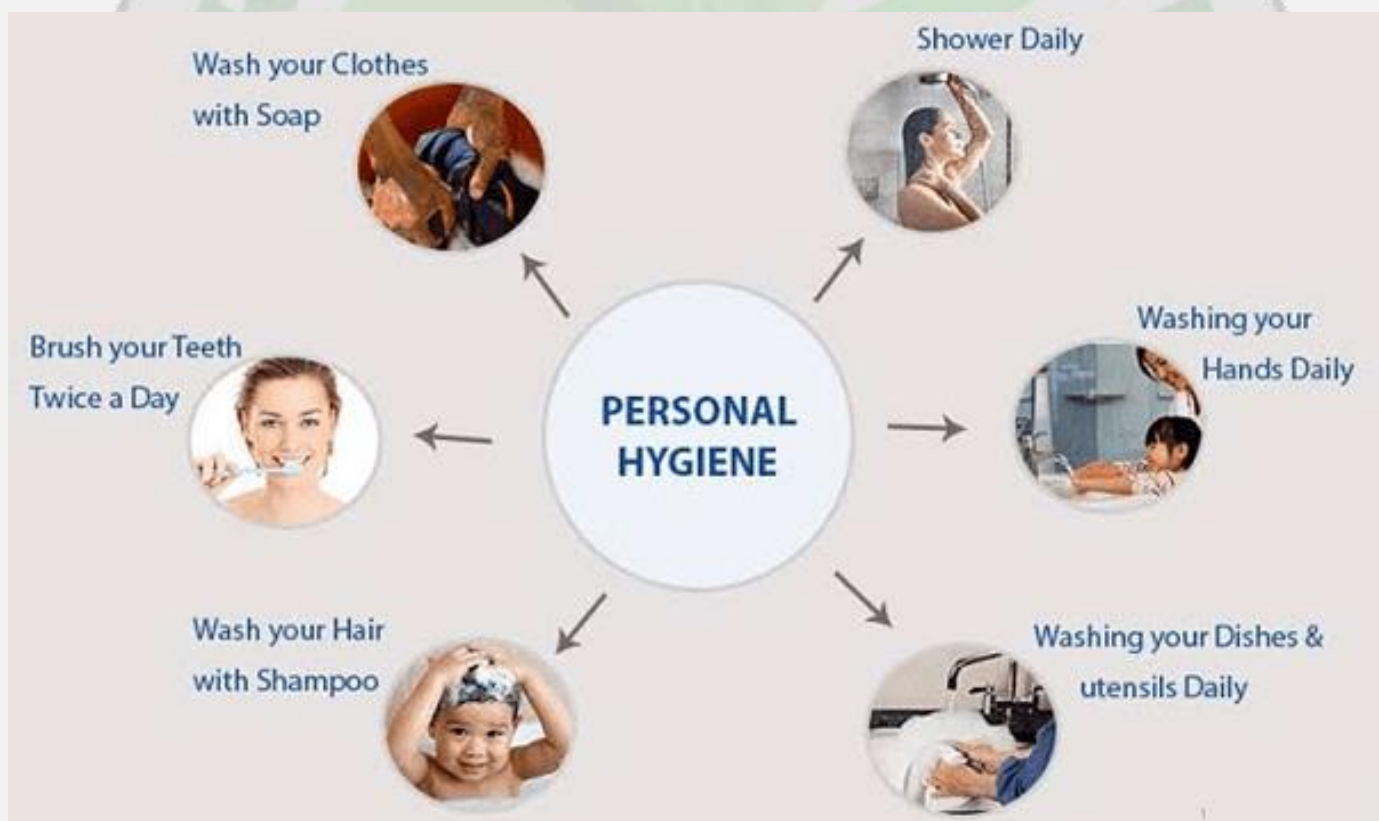 Wash your Clothes
with Soap
Shower Daily
Brush your Teeth
Twice a Day
PERSONAL
HYGIENE
Washing your
Hands Daily
Wash your Hair
with Shampoo
Washing your Dishes &
utensils Daily